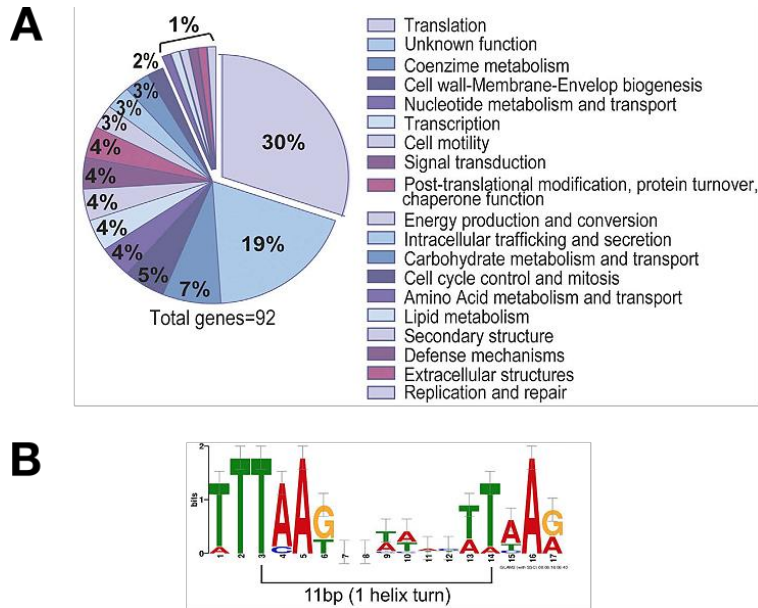 A
1%
2%
3%
3%
3%
4%
4%
4%
4%
4%
5%
7%
19%
30%
Total genes=92
Translation
Unknown function
Coenzime metabolism
Cell wall-Membrane-Envelop biogenesis
Nucleotide metabolism and transport
Transcription
Cell motility
Signal transduction
Post-translational modification, protein turnover,
chaperone function
Energy production and conversion
Intracellular trafficking and secretion
Carbohydrate metabolism and transport
Cell cycle control and mitosis
Amino Acid metabolism and transport
Lipid metabolism
Secondary structure
Defense mechanisms
Extracellular structures
Replication and repair
B
2
1
0
bits
T T T A A G T A T T A A G
A C T A T A A T A
1 2 3 4 5 6 7 8 9 10 11 12 13 14 15 16 17
11bp (1 helix turn)